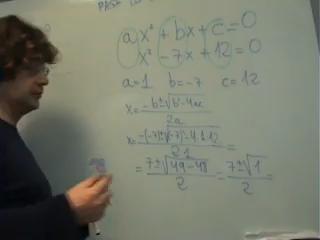 ax²+bx+c=0
x²-7x+12=0
a=1 b=-7 c=12
x=-b±√b²-4ac/2a
x=-(-7)±√(-7)²-4·1·12/2·1=
=7±√49-48/2=7±√1/2=